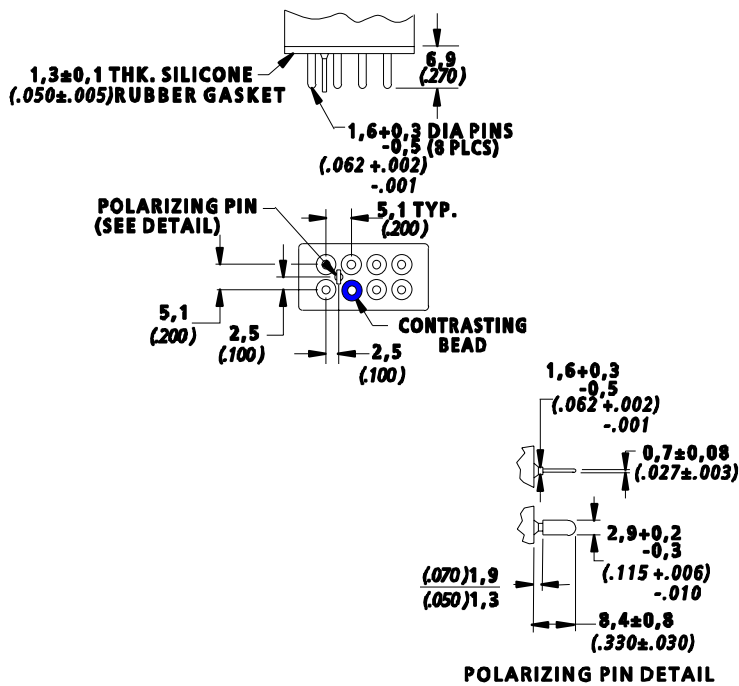 6,9
(.270)
1,3±0,1 THK. SILICONE
(.050±.005)RUBBER GASKET
1,6+0,3 DIA PINS
-0,5 (8 PLCS)
(.062 +.002)
-.001
POLARIZING PIN
(SEE DETAIL)
5,1 TYP.
(.200)
5,1
(.200)
2,5
(.100)
CONTRASTING
BEAD
2,5
(.100)
1,6+0,3
-0,5
(.062 +.002)
-.001
0,7±0,08
(.027±.003)
2,9+0,2
-0,3
(.115 +.006)
-.010
(.070)1,9
(.050)1,3
8,4±0,8
(.330±.030)
POLARIZING PIN DETAIL